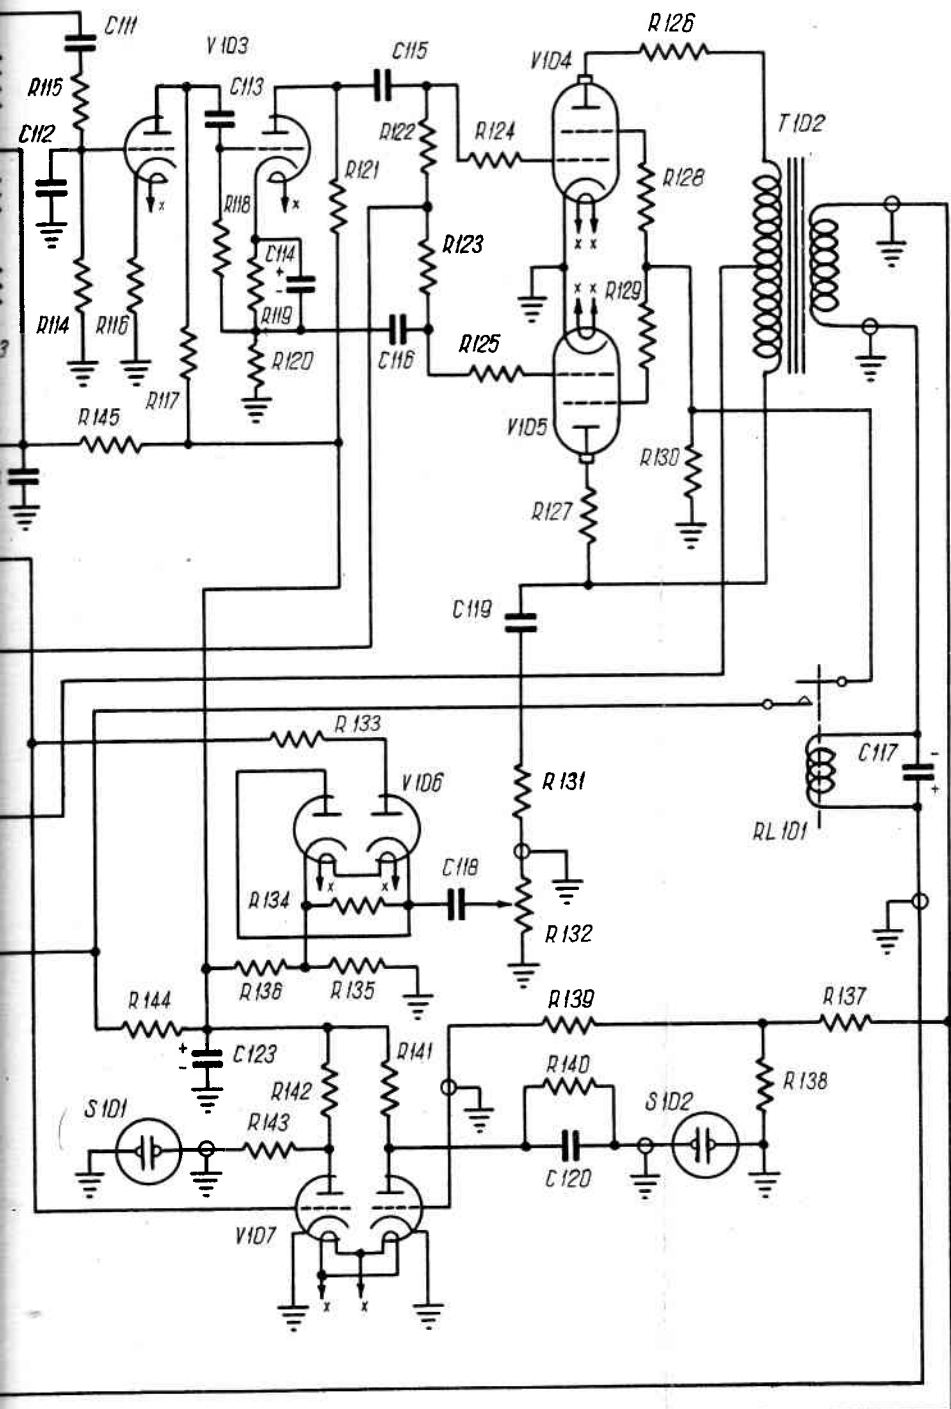 C111
V103
C115
V104
R126
R115
C113
T102
C112
R122
R124
R121
R128
R118
C114
+
-
R123
x
x
x x
x x
R119
R129
R114
R116
R120
C116
R125
R117
R145
V105
R130
R127
C119
R133
V106
R131
C117
-
+
RL101
C118
R134
x
x
R132
R136
R135
R144
R139
R137
+
-
C123
R142
R141
R140
R138
S101
R143
S102
C120
V107
x
x